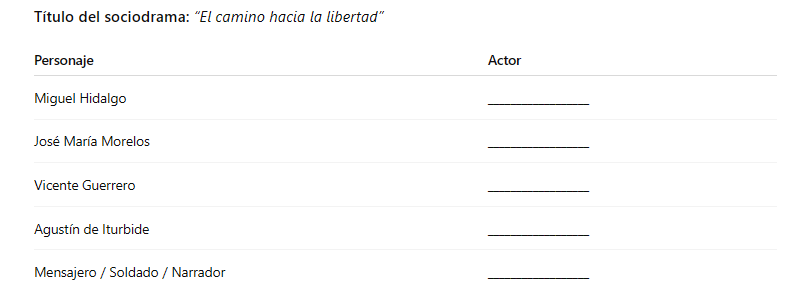 Título del sociodrama: “El camino hacia la libertad”
Personaje Actor
Miguel Hidalgo _______________
José María Morelos _______________
Vicente Guerrero _______________
Agustín de Iturbide _______________
Mensajero / Soldado / Narrador _______________